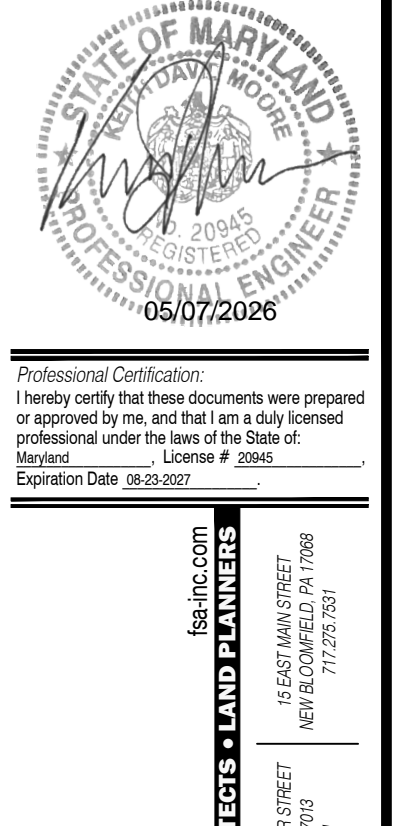 STATE OF MARYLAND
KEITH DAVIS MOORE
No. 20945
REGISTERED
PROFESSIONAL ENGINEER
05/07/2026
Professional Certification:
I hereby certify that these documents were prepared
or approved by me, and that I am a duly licensed
professional under the laws of the State of:
Maryland, License # 20945,
Expiration Date 08-23-2027.
fsa-inc.com
TECTS • LAND PLANNERS
15 EAST MAIN STREET
NEW BLOOMFIELD, PA 17068
717.275.7531
R STREET
7013